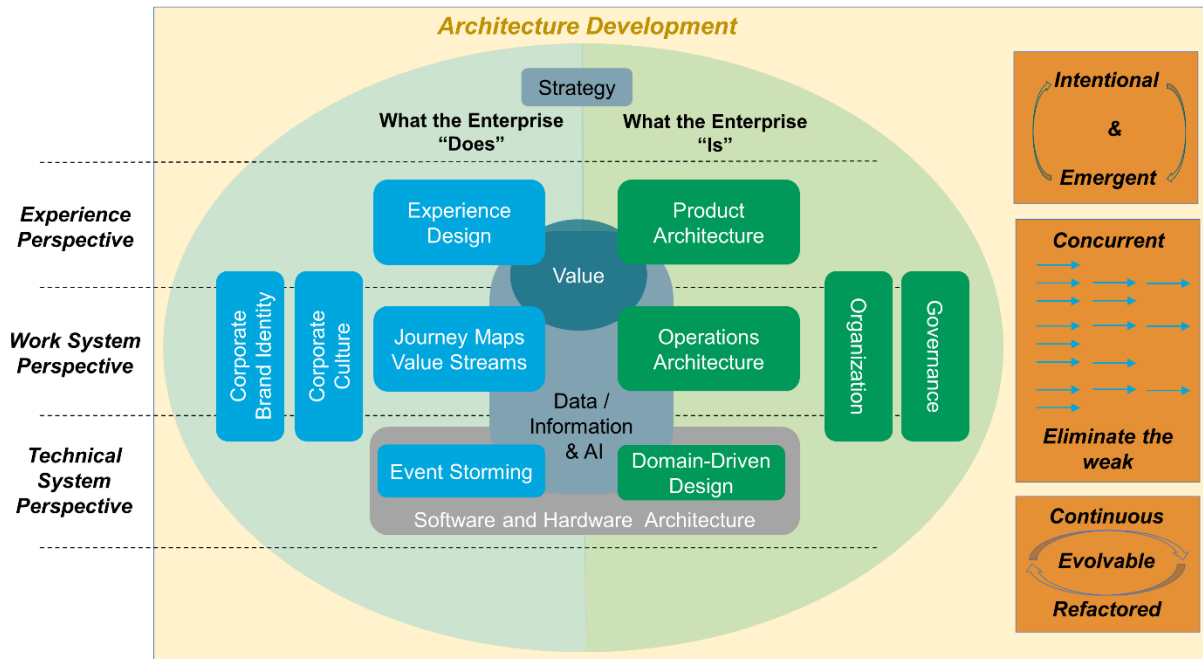 Architecture Development
Strategy
What the Enterprise
“Does”
What the Enterprise
“Is”
Experience
Perspective
Work System
Perspective
Technical
System
Perspective
Experience
Design
Product
Architecture
Value
Corporate
Brand Identity
Corporate
Culture
Journey Maps
Value Streams
Operations
Architecture
Organization
Governance
Data /
Information
& AI
Event Storming
Domain-Driven
Design
Software and Hardware Architecture
Intentional
&
Emergent
Concurrent
Eliminate the
weak
Continuous
Evolvable
Refactored